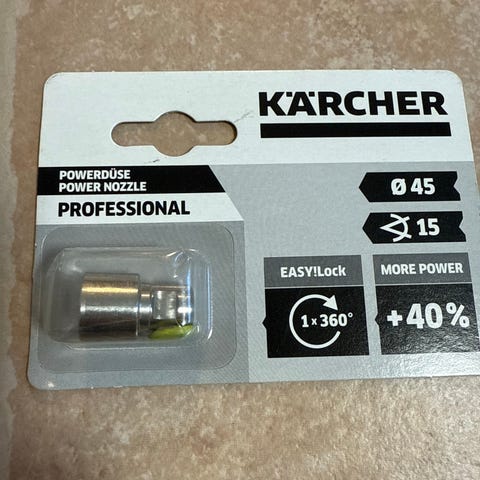 KÄRCHER
POWERDÜSE
POWER NOZZLE
PROFESSIONAL
Ø 45
15
EASY!Lock
1 x 360°
MORE POWER
+40%